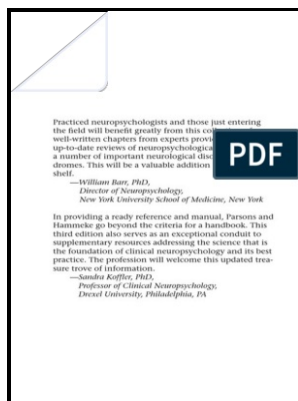 Practiced neuropsychologists and those just entering
the field will benefit greatly from this
well-written chapters from experts
up-to-date reviews of
a number of important neurological
dromes. This will be a valuable addition
shelf.
—William Barr, PhD,
Director of Neuropsychology,
New York University School of Medicine, New York
In providing a ready reference and manual, Parsons and
Hammeke go beyond the criteria for a handbook. This
third edition also serves as an exceptional conduit to
supplementary resources addressing the science that is
the foundation of clinical neuropsychology and its best
practice. The profession will welcome this updated trea-
sure trove of information.
—Sandra Koffler, PhD,
Professor of Clinical Neuropsychology,
Drexel University, Philadelphia, PA
PDF